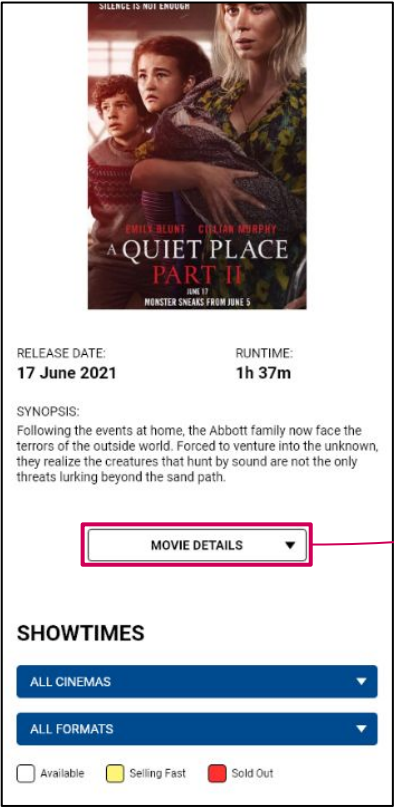 SILENCE IS NOT ENOUGH
EMILY BLUNT CILLIAN MURPHY
A QUIET PLACE
PART II
JUNE 17
MONSTER SNEAKS FROM JUNE 5
RELEASE DATE:
17 June 2021
RUNTIME:
1h 37m
SYNOPSIS:
Following the events at home, the Abbott family now face the
terrors of the outside world. Forced to venture into the unknown,
they realize the creatures that hunt by sound are not the only
threats lurking beyond the sand path.
MOVIE DETAILS
SHOWTIMES
ALL CINEMAS
ALL FORMATS
Available Selling Fast Sold Out